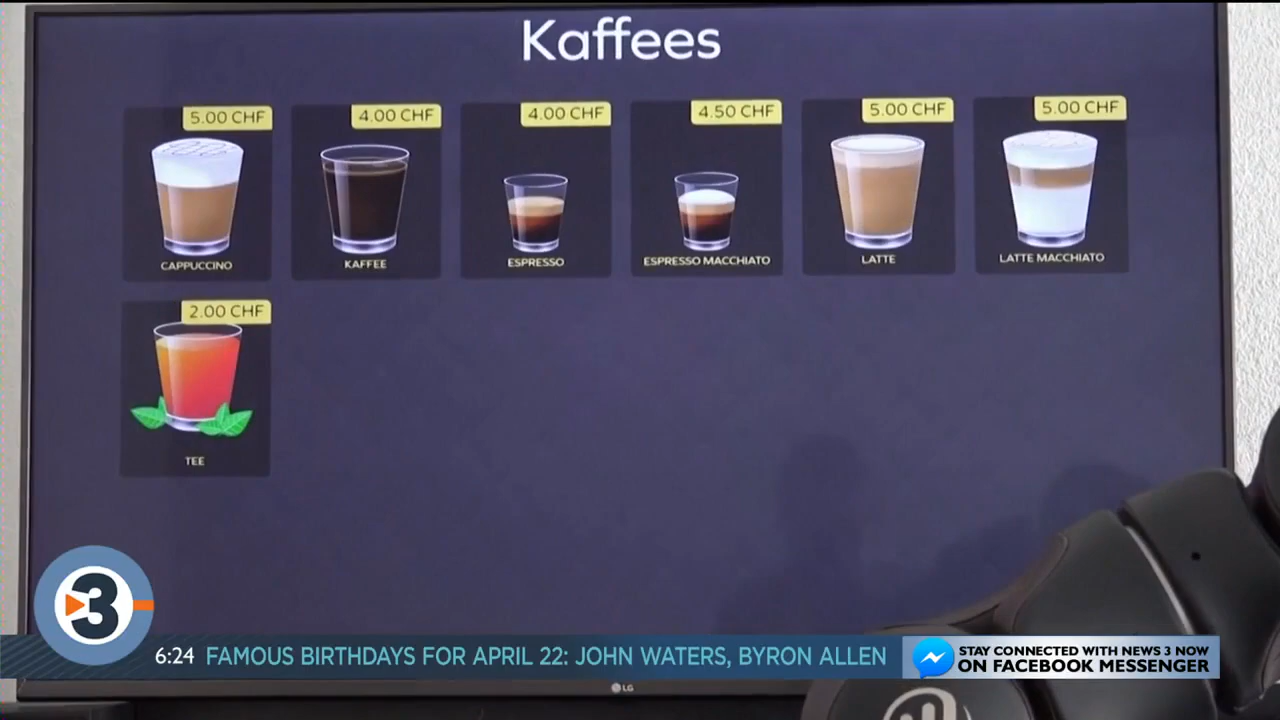 Kaffees
5.00 CHF
4.00 CHF
4.00 CHF
4.50 CHF
5.00 CHF
5.00 CHF
CAPPUCCINO
KAFFEE
ESPRESSO
ESPRESSO MACCHIATO
LATTE
LATTE MACCHIATO
2.00 CHF
TEE
3
6:24 FAMOUS BIRTHDAYS FOR APRIL 22: JOHN WATERS, BYRON ALLEN
STAY CONNECTED WITH NEWS 3 NOW
ON FACEBOOK MESSENGER
LG